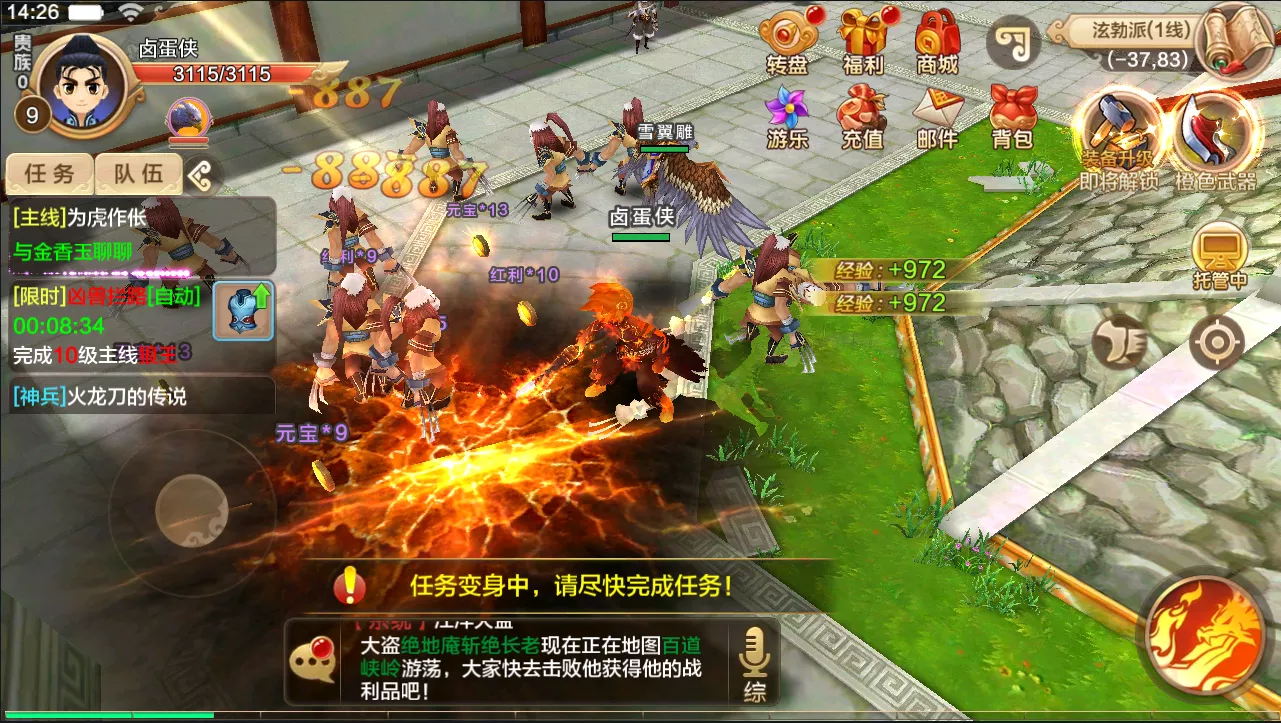 14:26
贵族0
卤蛋侠
3115/3115
9
任务
队伍
[主线]为虎作伥
与金香玉聊聊
[限时]凶兽拦路[自动]
00:08:34
完成10级主线
[神兵]火龙刀的传说
转盘
福利
商城
泫勃派(1线)
(-37,83)
游乐
充值
邮件
背包
装备升级
即将解锁
橙色武器
托管中
-887
雪翼雕
卤蛋侠
元宝*13
红利*9
红利*10
元宝*9
经验:+972
经验:+972
任务变身中，请尽快完成任务！
大盗绝地庵斩绝长老现在正在地图百道
峡岭游荡，大家快去击败他获得他的战
利品吧！
综